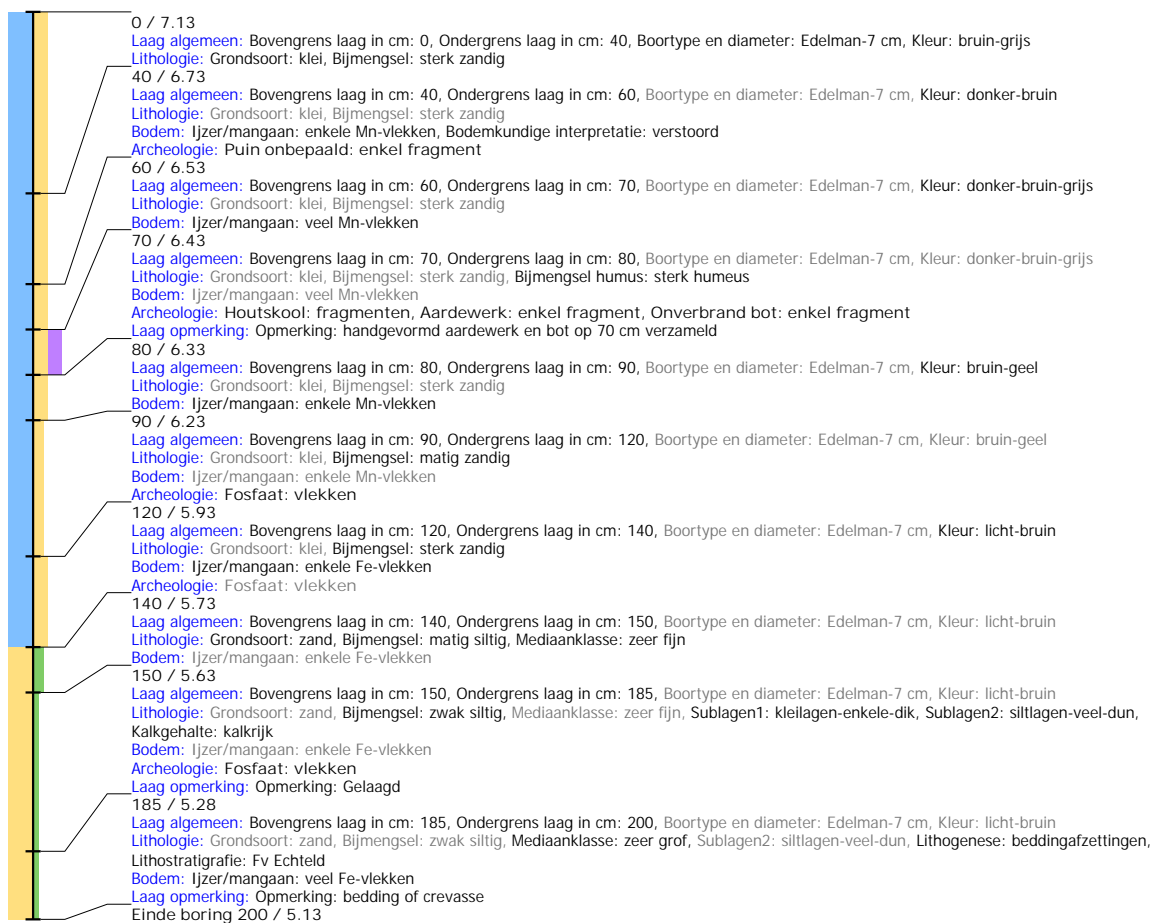 0 / 7.13
Laag algemeen: Bovengrens laag in cm: 0, Ondergrens laag in cm: 40, Boortype en diameter: Edelman-7 cm, Kleur: bruin-grijs
Lithologie: Grondsoort: klei, Bijmengsel: sterk zandig
40 / 6.73
Laag algemeen: Bovengrens laag in cm: 40, Ondergrens laag in cm: 60, Boortype en diameter: Edelman-7 cm, Kleur: donker-bruin
Lithologie: Grondsoort: klei, Bijmengsel: sterk zandig
Bodem: Ijzer/mangaan: enkele Mn-vlekken, Bodemkundige interpretatie: verstoord
Archeologie: Puin onbepaald: enkel fragment
60 / 6.53
Laag algemeen: Bovengrens laag in cm: 60, Ondergrens laag in cm: 70, Boortype en diameter: Edelman-7 cm, Kleur: donker-bruin-grijs
Lithologie: Grondsoort: klei, Bijmengsel: sterk zandig
Bodem: Ijzer/mangaan: veel Mn-vlekken
70 / 6.43
Laag algemeen: Bovengrens laag in cm: 70, Ondergrens laag in cm: 80, Boortype en diameter: Edelman-7 cm, Kleur: donker-bruin-grijs
Lithologie: Grondsoort: klei, Bijmengsel: sterk zandig, Bijmengsel humus: sterk humeus
Bodem: Ijzer/mangaan: veel Mn-vlekken
Archeologie: Houtskool: fragmenten, Aardewerk: enkel fragment, Onverbrand bot: enkel fragment
Laag opmerking: Opmerking: handgevormd aardewerk en bot op 70 cm verzameld
80 / 6.33
Laag algemeen: Bovengrens laag in cm: 80, Ondergrens laag in cm: 90, Boortype en diameter: Edelman-7 cm, Kleur: bruin-geel
Lithologie: Grondsoort: klei, Bijmengsel: sterk zandig
Bodem: Ijzer/mangaan: enkele Mn-vlekken
90 / 6.23
Laag algemeen: Bovengrens laag in cm: 90, Ondergrens laag in cm: 120, Boortype en diameter: Edelman-7 cm, Kleur: bruin-geel
Lithologie: Grondsoort: klei, Bijmengsel: matig zandig
Bodem: Ijzer/mangaan: enkele Mn-vlekken
Archeologie: Fosfaat: vlekken
120 / 5.93
Laag algemeen: Bovengrens laag in cm: 120, Ondergrens laag in cm: 140, Boortype en diameter: Edelman-7 cm, Kleur: licht-bruin
Lithologie: Grondsoort: klei, Bijmengsel: sterk zandig
Bodem: Ijzer/mangaan: enkele Fe-vlekken
Archeologie: Fosfaat: vlekken
140 / 5.73
Laag algemeen: Bovengrens laag in cm: 140, Ondergrens laag in cm: 150, Boortype en diameter: Edelman-7 cm, Kleur: licht-bruin
Lithologie: Grondsoort: zand, Bijmengsel: matig siltig, Mediaanklasse: zeer fijn
Bodem: Ijzer/mangaan: enkele Fe-vlekken
150 / 5.63
Laag algemeen: Bovengrens laag in cm: 150, Ondergrens laag in cm: 185, Boortype en diameter: Edelman-7 cm, Kleur: licht-bruin
Lithologie: Grondsoort: zand, Bijmengsel: zwak siltig, Mediaanklasse: zeer fijn, Sublagen1: kleilagen-enkele-dik, Sublagen2: siltlagen-veel-dun,
Kalkgehalte: kalkrijk
Bodem: Ijzer/mangaan: enkele Fe-vlekken
Archeologie: Fosfaat: vlekken
Laag opmerking: Opmerking: Gelaagd
185 / 5.28
Laag algemeen: Bovengrens laag in cm: 185, Ondergrens laag in cm: 200, Boortype en diameter: Edelman-7 cm, Kleur: licht-bruin
Lithologie: Grondsoort: zand, Bijmengsel: zwak siltig, Mediaanklasse: zeer grof, Sublagen2: siltlagen-veel-dun, Lithogenese: beddingafzettingen,
Lithostratigrafie: Fv Echteld
Bodem: Ijzer/mangaan: veel Fe-vlekken
Laag opmerking: Opmerking: bedding of crevasse
Einde boring 200 / 5.13